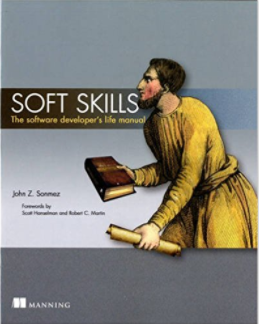 SOFT SKILLS
The software developer's life manual
John Z. Sonmez
Forewords by
Scott Hanselman and Robert C. Martin
MANNING